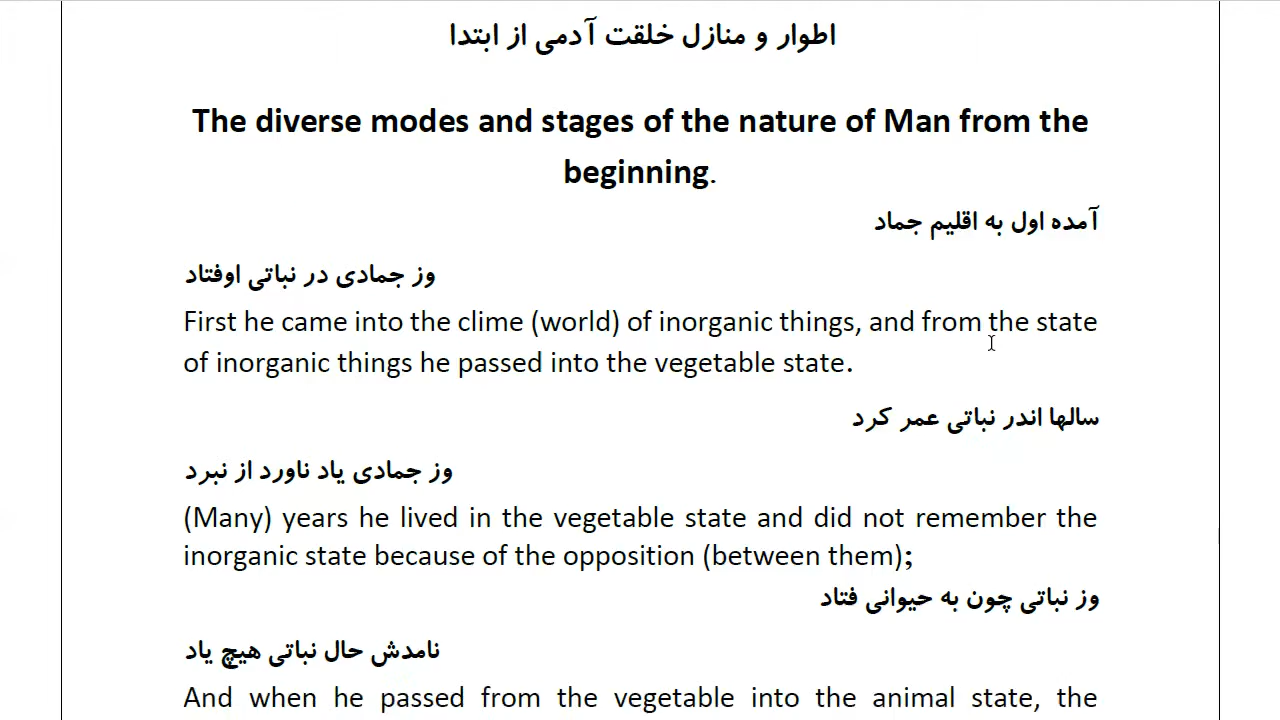 اطوار و منازل خلقت آدمی از ابتدا
The diverse modes and stages of the nature of Man from the
beginning.
آمده اول به اقلیم جماد
وز جمادی در نباتی اوفتاد
First he came into the clime (world) of inorganic things, and from the state
of inorganic things he passed into the vegetable state.
سالها اندر نباتی عمر کرد
وز جمادی یاد ناورد از نبرد
(Many) years he lived in the vegetable state and did not remember the
inorganic state because of the opposition (between them);
وز نباتی چون به حیوانی فتاد
نامدش حال نباتی هیچ یاد
And when he passed from the vegetable into the animal state, the